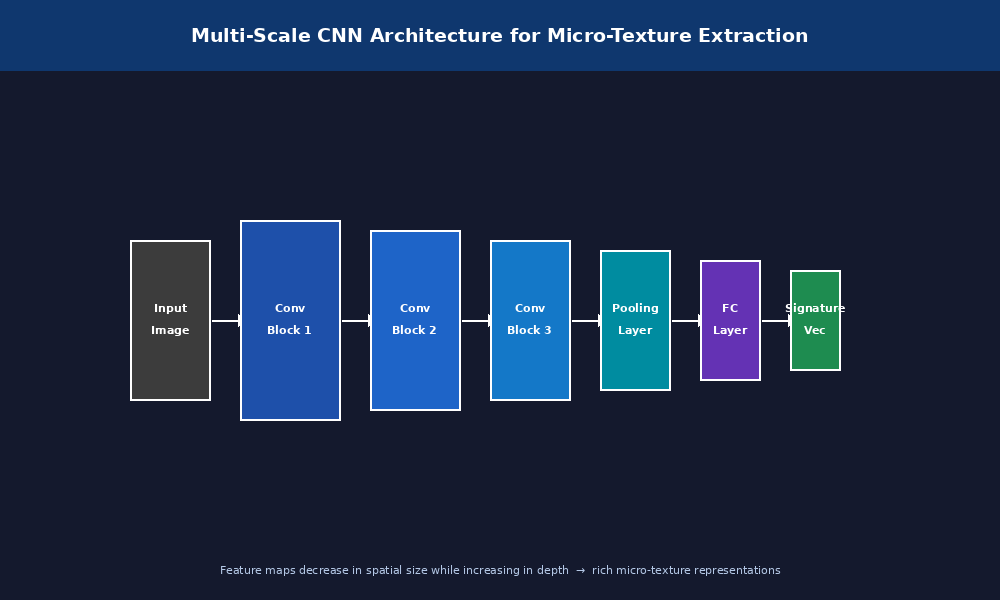 Multi-Scale CNN Architecture for Micro-Texture Extraction
Input
Image
Conv
Block 1
Conv
Block 2
Conv
Block 3
Pooling
Layer
FC
Layer
Signature
Vec
Feature maps decrease in spatial size while increasing in depth → rich micro-texture representations